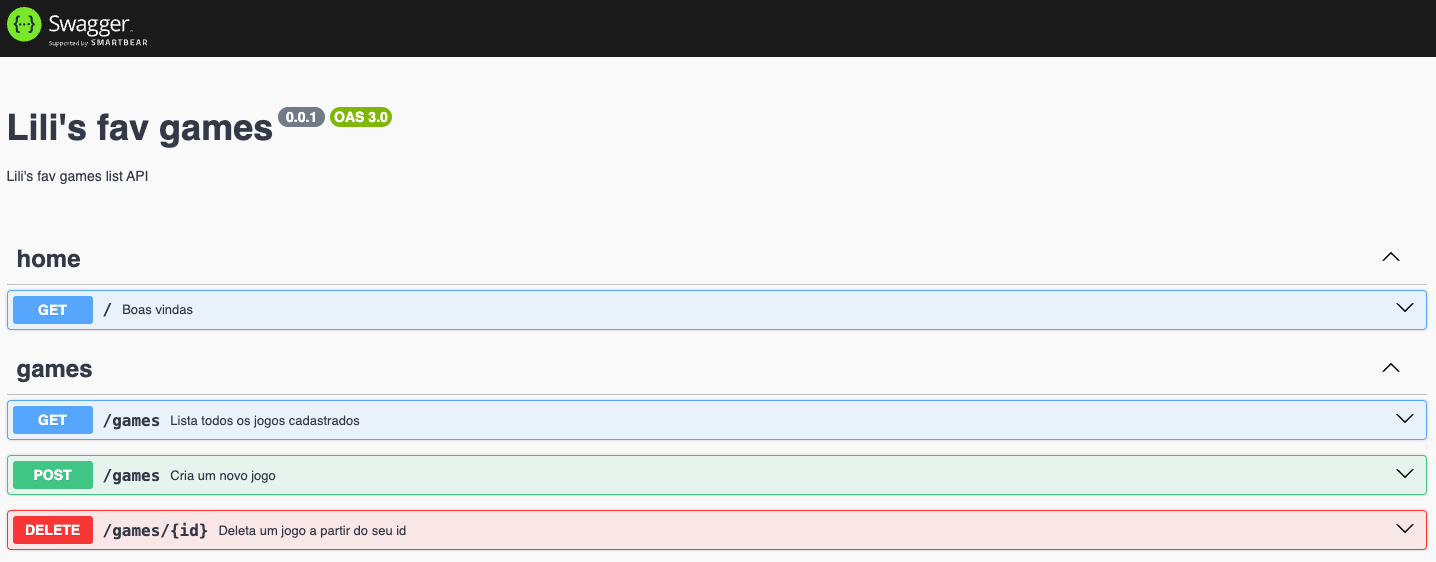 {···} Swagger
Supported by SMARTBEAR
Lili's fav games 0.0.1 OAS 3.0
Lili's fav games list API
home
GET / Boas vindas
games
GET /games Lista todos os jogos cadastrados
POST /games Cria um novo jogo
DELETE /games/{id} Deleta um jogo a partir do seu id